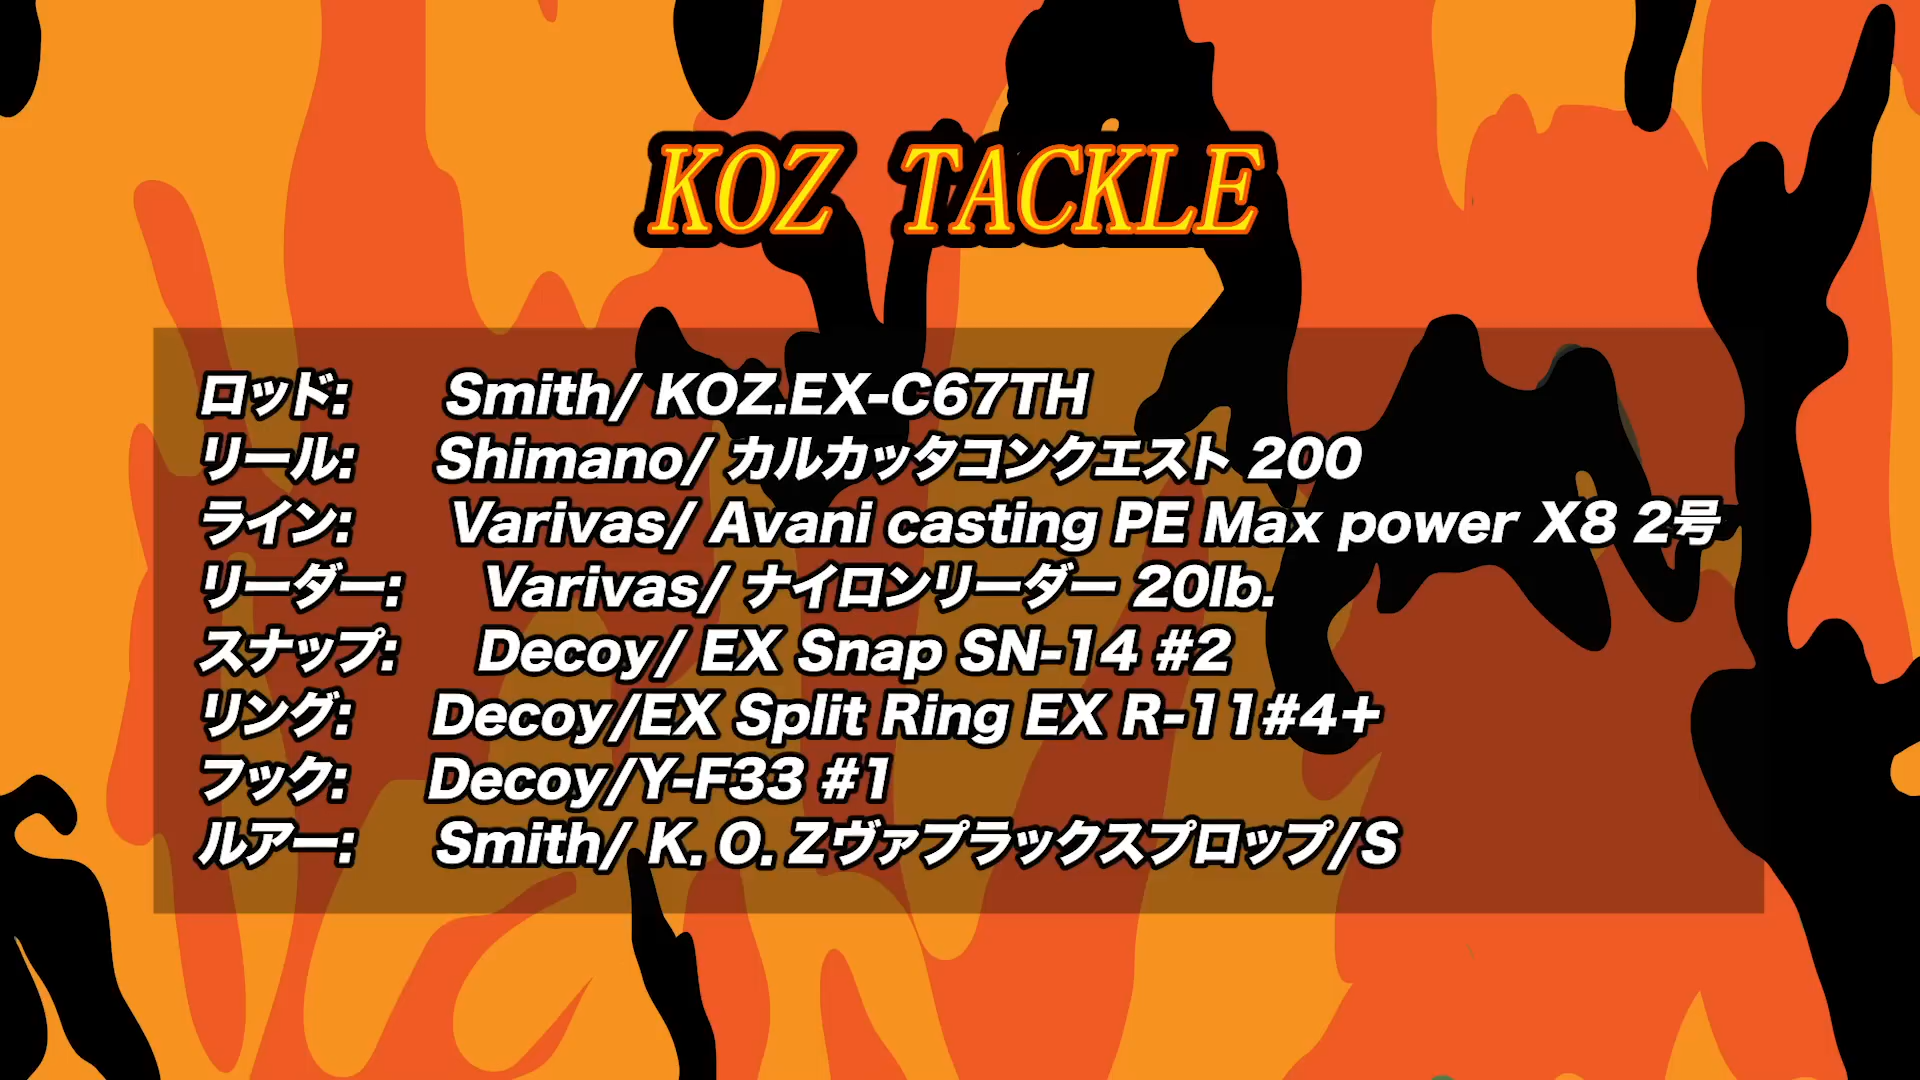 KOZ TACKLE
ロッド: Smith/ KOZ.EX-C67TH
リール: Shimano/ カルカッタコンクエスト 200
ライン: Varivas/ Avani casting PE Max power X8 2号
リーダー: Varivas/ ナイロンリーダー 20lb.
スナップ: Decoy/ EX Snap SN-14 #2
リング: Decoy/EX Split Ring EX R-11#4+
フック: Decoy/Y-F33 #1
ルアー: Smith/ K. O. Zヴァプラックスプロップ/S